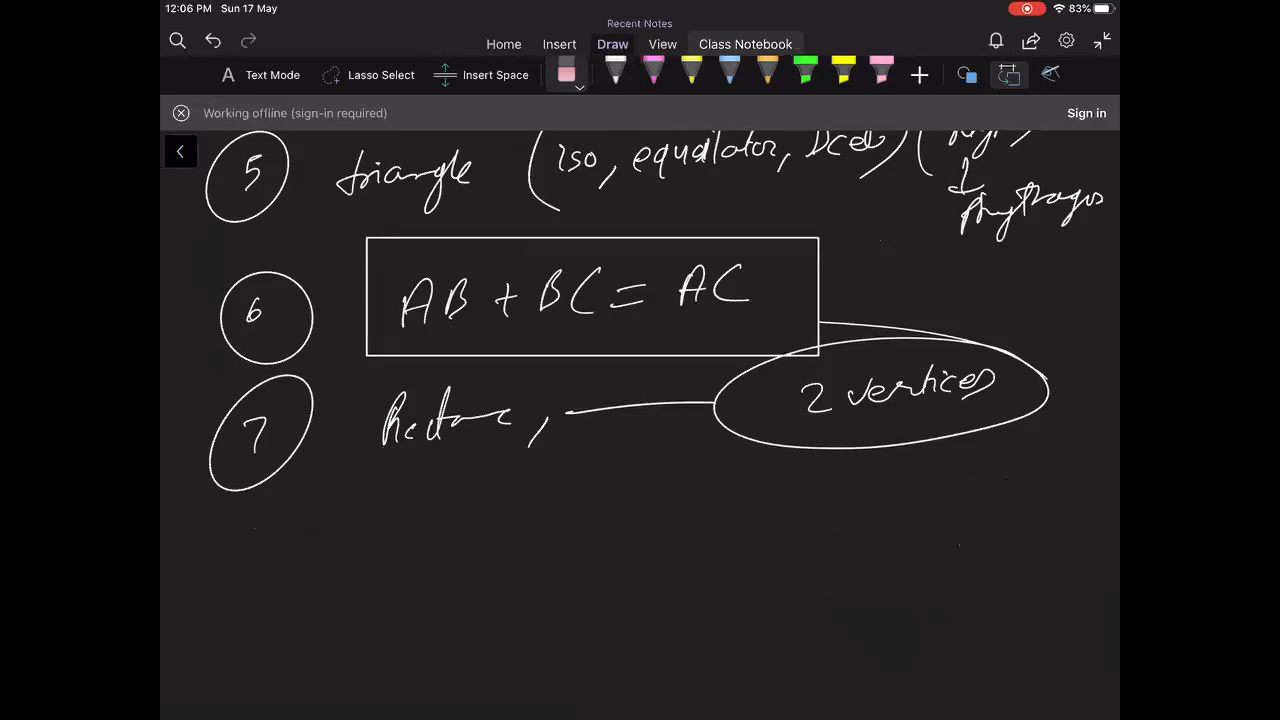 12:06 PM Sun 17 May 83%
Recent Notes
Home Insert Draw View Class Notebook
A Text Mode Lasso Select Insert Space
Working offline (sign-in required) Sign in
5 triangle (iso, equilator,
Phythagos
6 AB + BC = AC
2 vertices
7